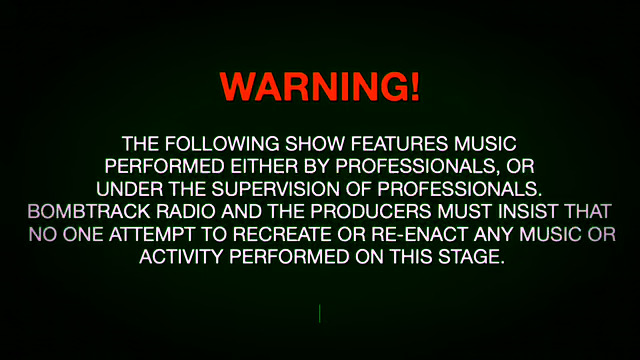 WARNING!
THE FOLLOWING SHOW FEATURES MUSIC
PERFORMED EITHER BY PROFESSIONALS, OR
UNDER THE SUPERVISION OF PROFESSIONALS.
BOMBTRACK RADIO AND THE PRODUCERS MUST INSIST THAT
NO ONE ATTEMPT TO RECREATE OR RE-ENACT ANY MUSIC OR
ACTIVITY PERFORMED ON THIS STAGE.